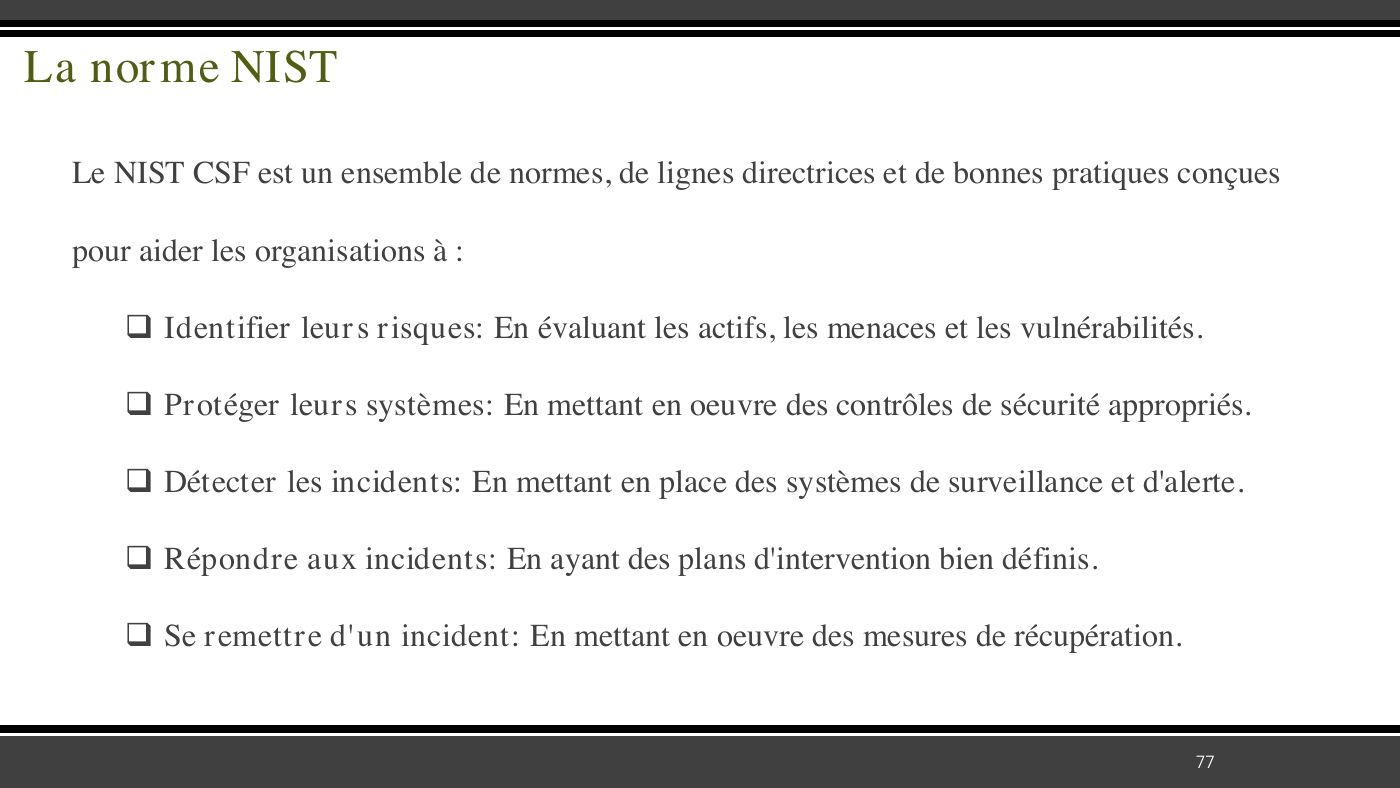 La norme NIST
Le NIST CSF est un ensemble de normes, de lignes directrices et de bonnes pratiques conçues
pour aider les organisations à :
❑ Identifier leurs risques: En évaluant les actifs, les menaces et les vulnérabilités.
❑ Protéger leurs systèmes: En mettant en oeuvre des contrôles de sécurité appropriés.
❑ Détecter les incidents: En mettant en place des systèmes de surveillance et d'alerte.
❑ Répondre aux incidents: En ayant des plans d'intervention bien définis.
❑ Se remettre d'un incident: En mettant en oeuvre des mesures de récupération.
77